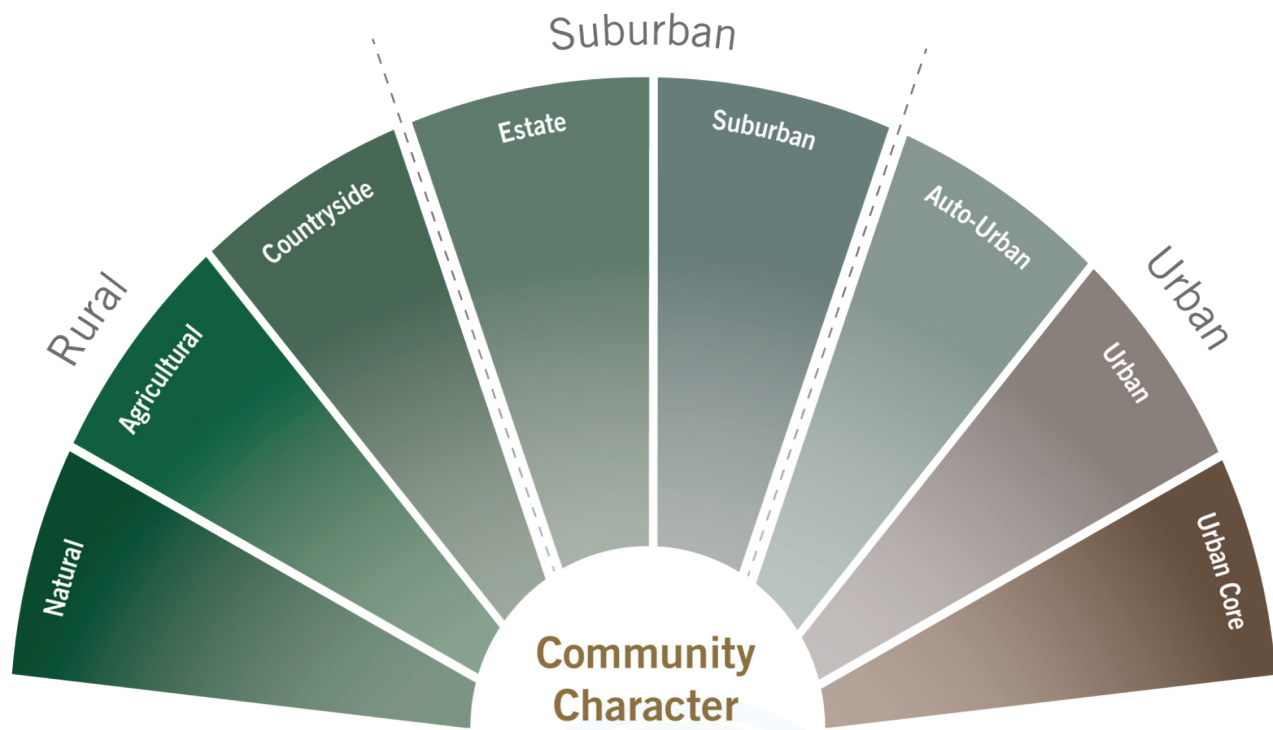 Suburban
Rural
Urban
Natural
Agricultural
Countryside
Estate
Suburban
Auto-Urban
Urban
Urban Core
Community
Character